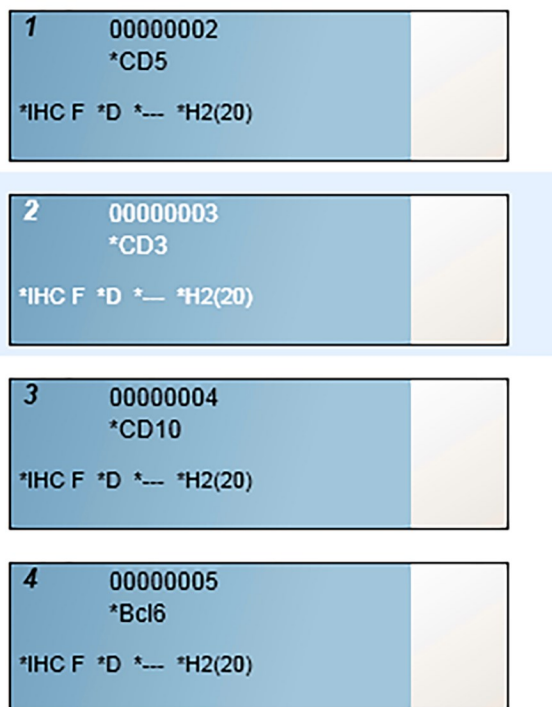 1 00000002
*CD5
*IHC F *D *--- *H2(20)
2 00000003
*CD3
*IHC F *D *--- *H2(20)
3 00000004
*CD10
*IHC F *D *--- *H2(20)
4 00000005
*Bcl6
*IHC F *D *--- *H2(20)